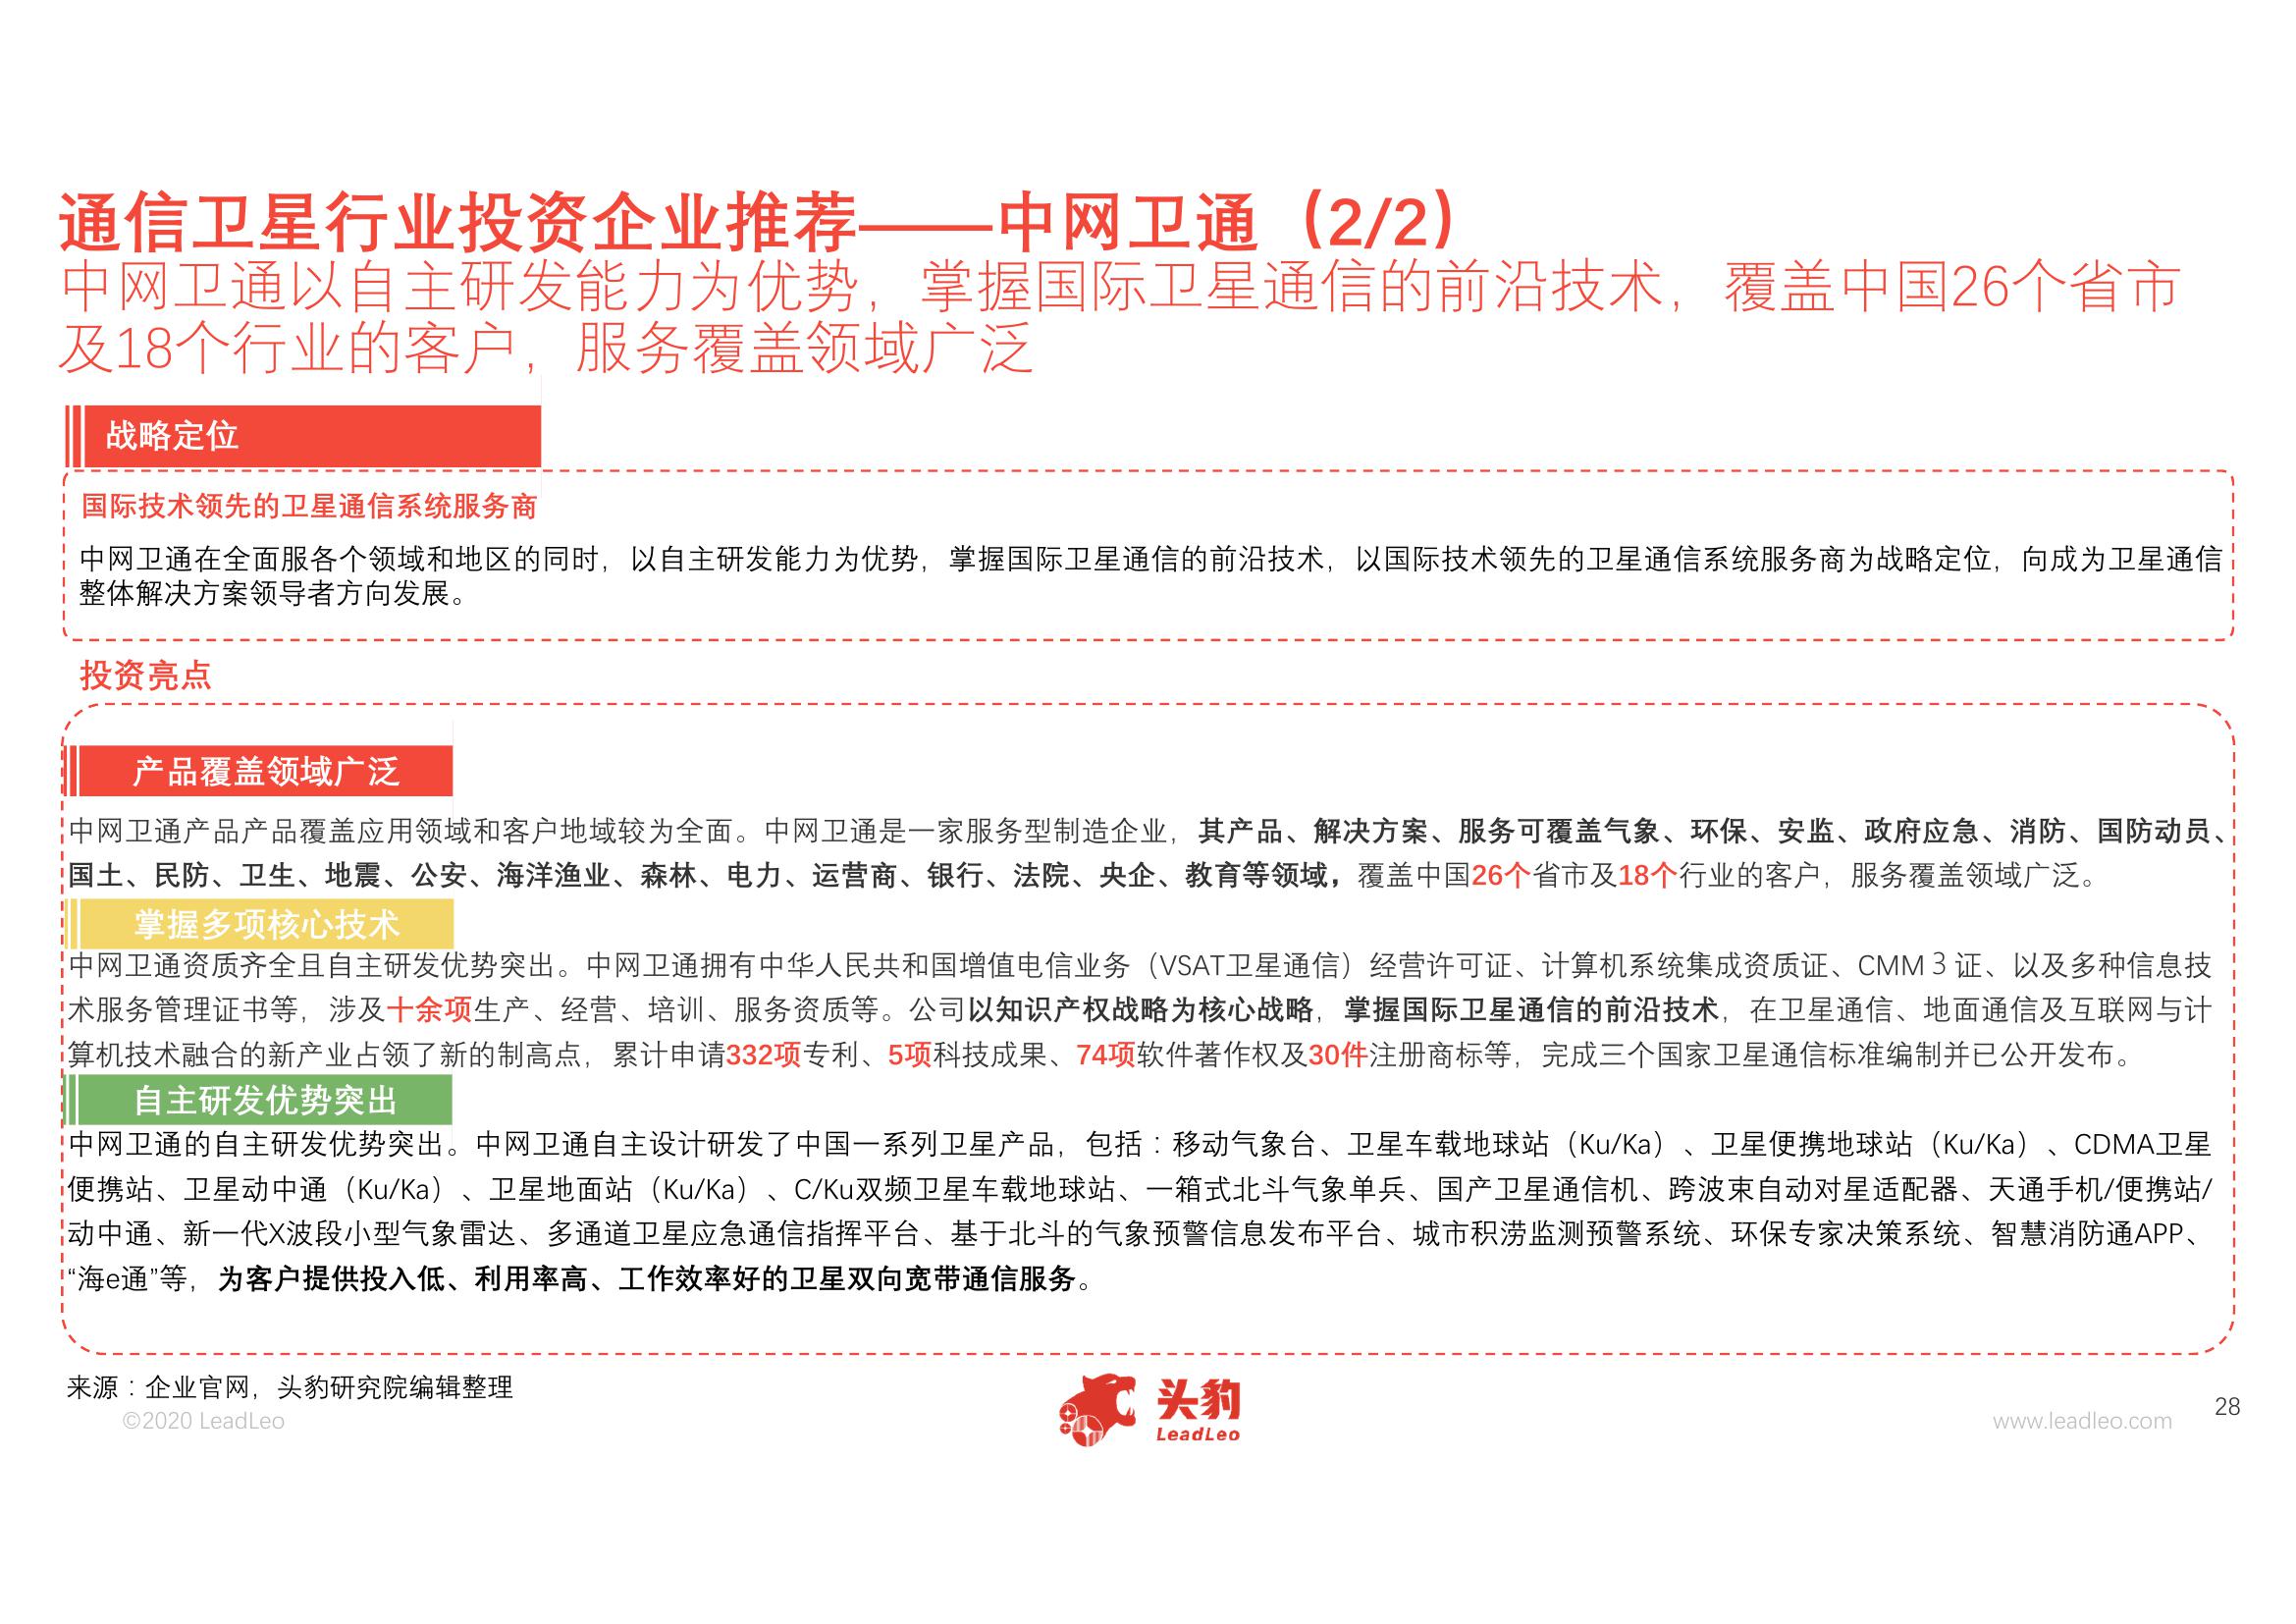 通信卫星行业投资企业推荐——中网卫通（2/2）
中网卫通以自主研发能力为优势，掌握国际卫星通信的前沿技术，覆盖中国26个省市
及18个行业的客户，服务覆盖领域广泛
战略定位
国际技术领先的卫星通信系统服务商
中网卫通在全面服各个领域和地区的同时，以自主研发能力为优势，掌握国际卫星通信的前沿技术，以国际技术领先的卫星通信系统服务商为战略定位，向成为卫星通信
整体解决方案领导者方向发展。
投资亮点
产品覆盖领域广泛
中网卫通产品产品覆盖应用领域和客户地域较为全面。中网卫通是一家服务型制造企业，其产品、解决方案、服务可覆盖气象、环保、安监、政府应急、消防、国防动员、
国土、民防、卫生、地震、公安、海洋渔业、森林、电力、运营商、银行、法院、央企、教育等领域，覆盖中国26个省市及18个行业的客户，服务覆盖领域广泛。
掌握多项核心技术
中网卫通资质齐全且自主研发优势突出。中网卫通拥有中华人民共和国增值电信业务（VSAT卫星通信）经营许可证、计算机系统集成资质证、CMM３证、以及多种信息技
术服务管理证书等，涉及十余项生产、经营、培训、服务资质等。公司以知识产权战略为核心战略，掌握国际卫星通信的前沿技术，在卫星通信、地面通信及互联网与计
算机技术融合的新产业占领了新的制高点，累计申请332项专利、5项科技成果、74项软件著作权及30件注册商标等，完成三个国家卫星通信标准编制并已公开发布。
自主研发优势突出
中网卫通的自主研发优势突出。中网卫通自主设计研发了中国一系列卫星产品，包括：移动气象台、卫星车载地球站（Ku/Ka）、卫星便携地球站（Ku/Ka）、CDMA卫星
便携站、卫星动中通（Ku/Ka）、卫星地面站（Ku/Ka）、C/Ku双频卫星车载地球站、一箱式北斗气象单兵、国产卫星通信机、跨波束自动对星适配器、天通手机/便携站/
动中通、新一代X波段小型气象雷达、多通道卫星应急通信指挥平台、基于北斗的气象预警信息发布平台、城市积涝监测预警系统、环保专家决策系统、智慧消防通APP、
“海e通”等，为客户提供投入低、利用率高、工作效率好的卫星双向宽带通信服务。
来源：企业官网，头豹研究院编辑整理
©2020 LeadLeo
头豹
LeadLeo
www.leadleo.com
28